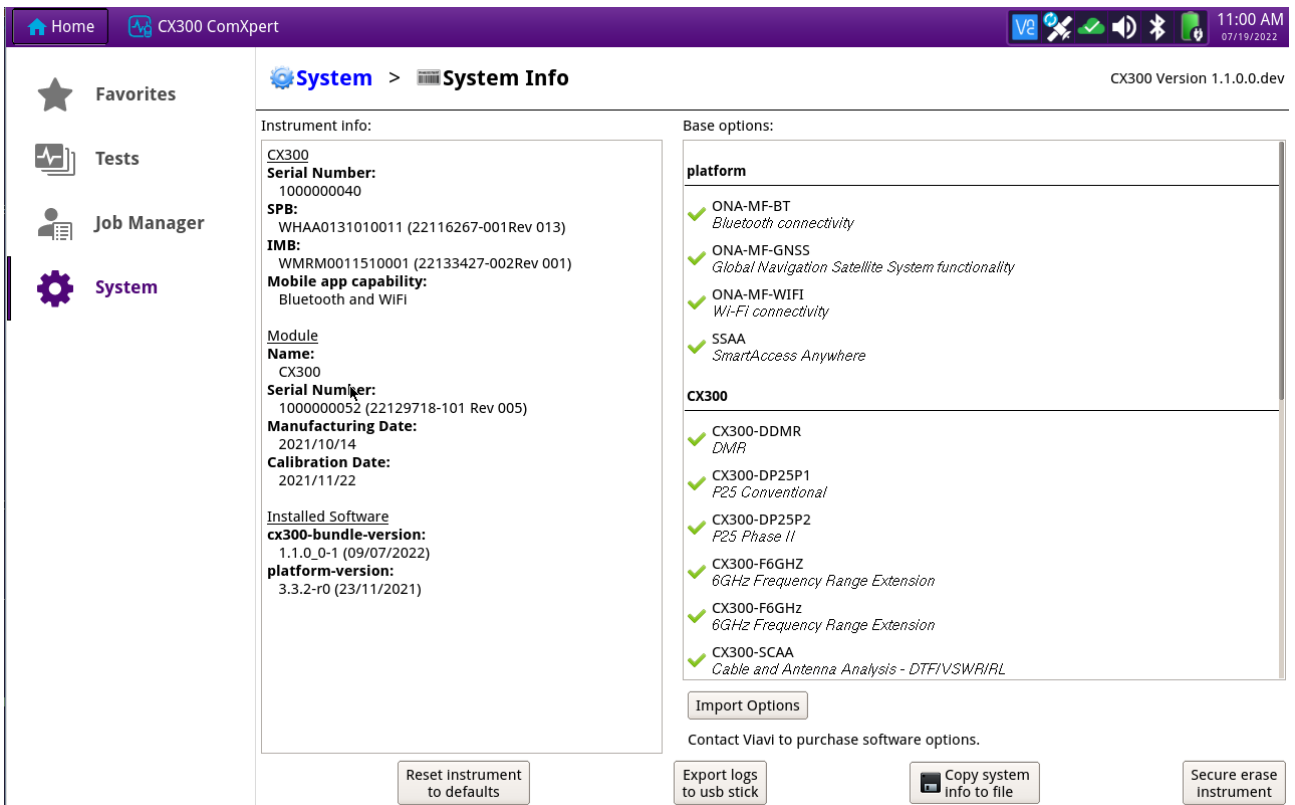 Home
CX300 ComXpert
V2
11:00 AM
07/19/2022
Favorites
Tests
Job Manager
System
System > System Info
CX300 Version 1.1.0.0.dev
Instrument info:
CX300
Serial Number:
1000000040
SPB:
WHAA0131010011 (22116267-001Rev 013)
IMB:
WMRM0011510001 (22133427-002Rev 001)
Mobile app capability:
Bluetooth and WiFi
Module
Name:
CX300
Serial Number:
1000000052 (22129718-101 Rev 005)
Manufacturing Date:
2021/10/14
Calibration Date:
2021/11/22
Installed Software
cx300-bundle-version:
1.1.0_0-1 (09/07/2022)
platform-version:
3.3.2-r0 (23/11/2021)
Base options:
platform
ONA-MF-BT
Bluetooth connectivity
ONA-MF-GNSS
Global Navigation Satellite System functionality
ONA-MF-WIFI
Wi-Fi connectivity
SSAA
SmartAccess Anywhere
CX300
CX300-DDMR
DMR
CX300-DP25P1
P25 Conventional
CX300-DP25P2
P25 Phase II
CX300-F6GHZ
6GHz Frequency Range Extension
CX300-F6GHz
6GHz Frequency Range Extension
CX300-SCAA
Cable and Antenna Analysis - DTF/VSWR/RL
Import Options
Contact Viavi to purchase software options.
Reset instrument
to defaults
Export logs
to usb stick
Copy system
info to file
Secure erase
instrument